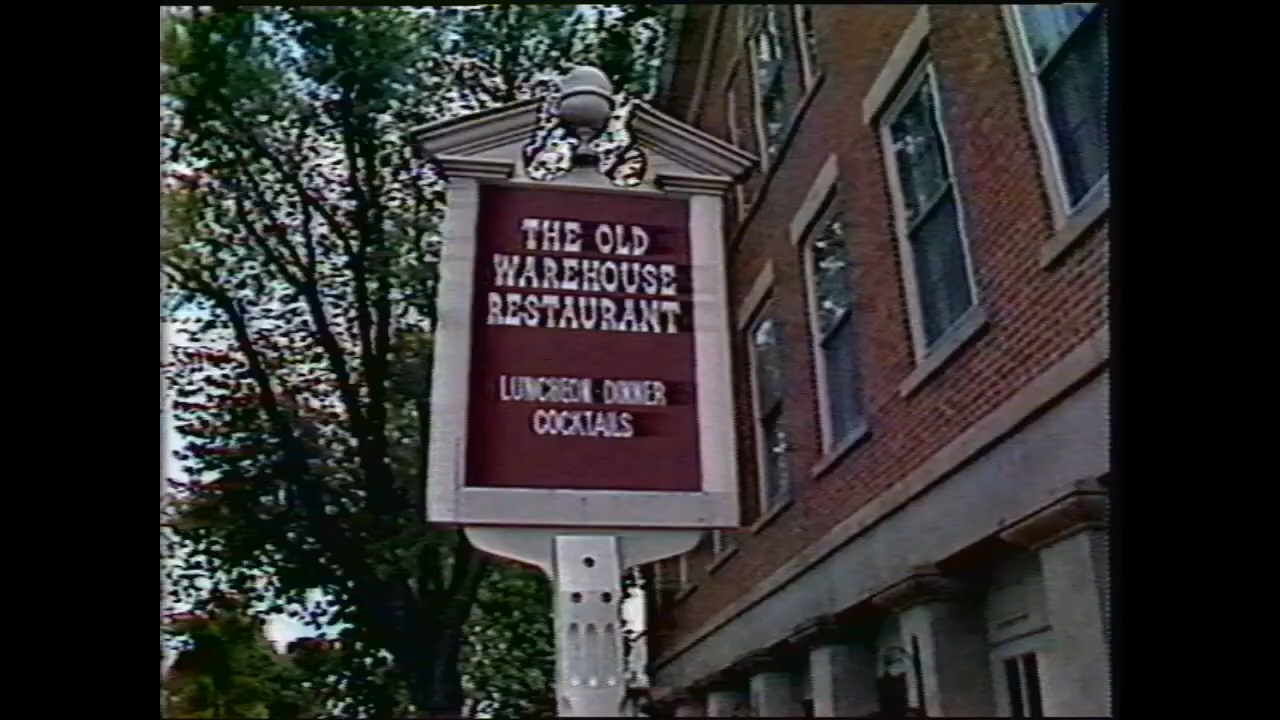 THE OLD
WAREHOUSE
RESTAURANT
LUNCHEON · DINNER
COCKTAILS